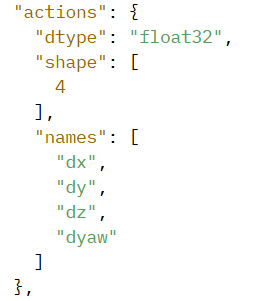 "actions": {
  "dtype": "float32",
  "shape": [
    4
  ],
  "names": [
    "dx",
    "dy",
    "dz",
    "dyaw"
  ]
},